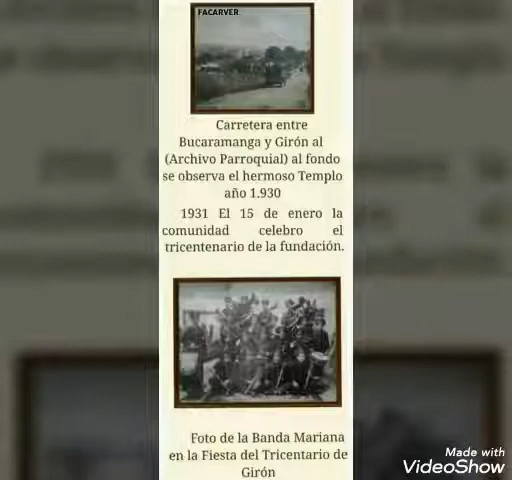 FACARVER
Carretera entre
Bucaramanga y Girón al
(Archivo Parroquial) al fondo
se observa el hermoso Templo
año 1.930
1931 El 15 de enero la
comunidad celebro el
tricentenario de la fundación.
Foto de la Banda Mariana
en la Fiesta del Tricentario de
Girón
Made with
VideoShow